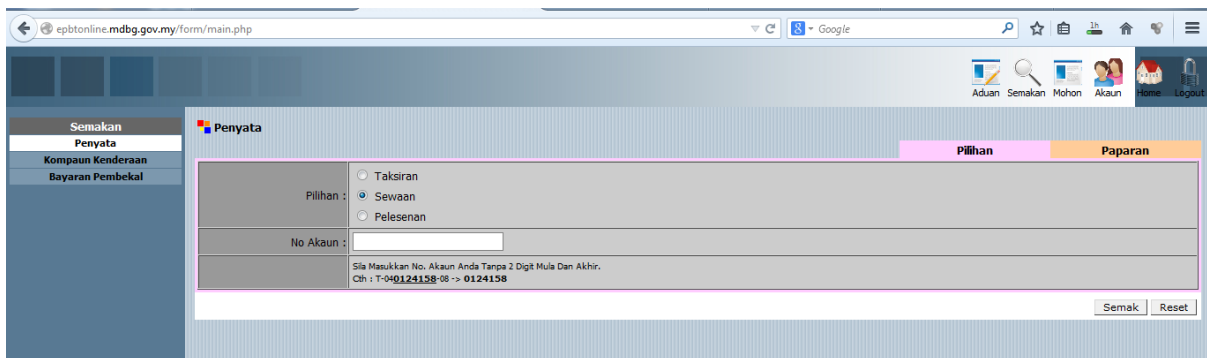 epbtonline.mdbg.gov.my/form/main.php
8 Google
1h
Aduan Semakan Mohon Akaun Home Logout
Semakan
Penyata
Kompaun Kenderaan
Bayaran Pembekal
Penyata
Pilihan Paparan
Pilihan :
Taksiran
Sewaan
Pelesenan
No Akaun :
Sila Masukkan No. Akaun Anda Tanpa 2 Digit Mula Dan Akhir.
Cth : T-040124158-08 -> 0124158
Semak Reset